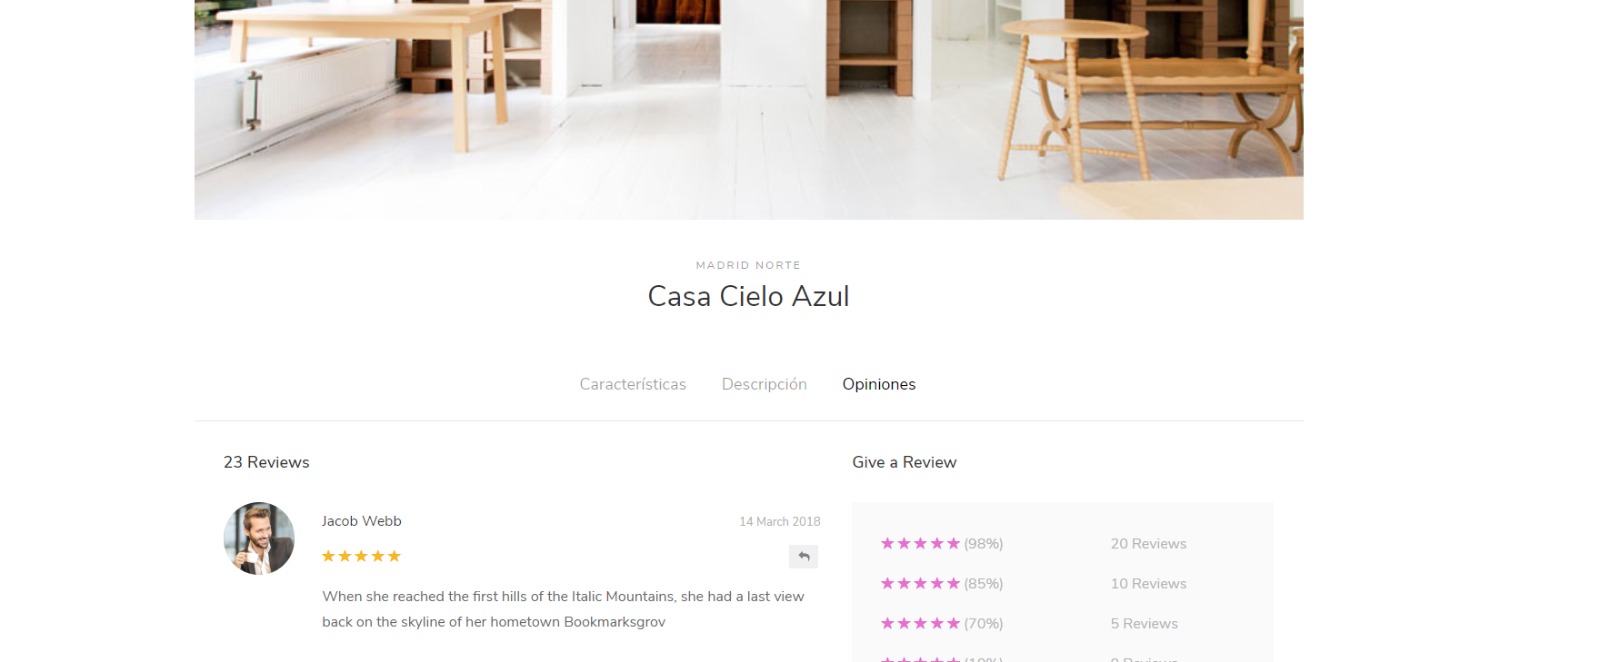 MADRID NORTE
Casa Cielo Azul
Características Descripción Opiniones
23 Reviews
Jacob Webb
14 March 2018
When she reached the first hills of the Italic Mountains, she had a last view
back on the skyline of her hometown Bookmarksgrov
Give a Review
(98%) 20 Reviews
(85%) 10 Reviews
(70%) 5 Reviews